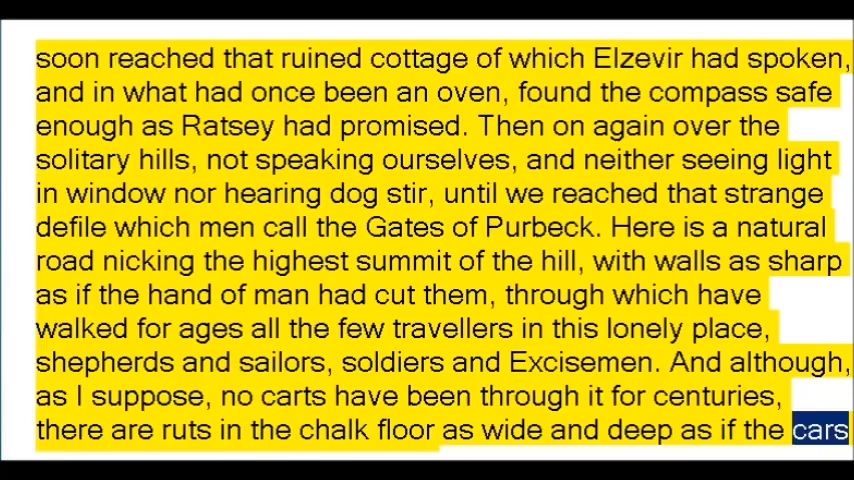 soon reached that ruined cottage of which Elzevir had spoken,
and in what had once been an oven, found the compass safe
enough as Ratsey had promised. Then on again over the
solitary hills, not speaking ourselves, and neither seeing light
in window nor hearing dog stir, until we reached that strange
defile which men call the Gates of Purbeck. Here is a natural
road nicking the highest summit of the hill, with walls as sharp
as if the hand of man had cut them, through which have
walked for ages all the few travellers in this lonely place,
shepherds and sailors, soldiers and Excisemen. And although,
as I suppose, no carts have been through it for centuries,
there are ruts in the chalk floor as wide and deep as if the cars